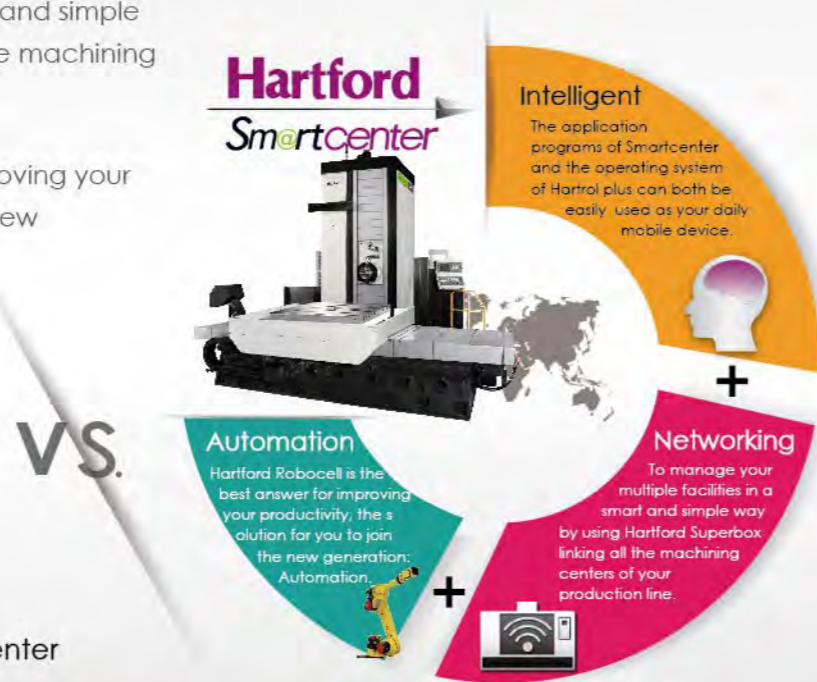 and simple
e machining
oving your
ew
VS.
enter
Hartford
Sm@rtcenter
Intelligent
The application
programs of Smartcenter
and the operating system
of Hartrol plus can both be
easily used as your daily
mobile device.
+
Networking
To manage your
multiple facilities in a
smart and simple way
by using Hartford Superbox
linking all the machining
centers of your
production line.
+
Automation
Hartford Robocell is the
best answer for improving
your productivity, the s
olution for you to join
the new generation:
Automation.